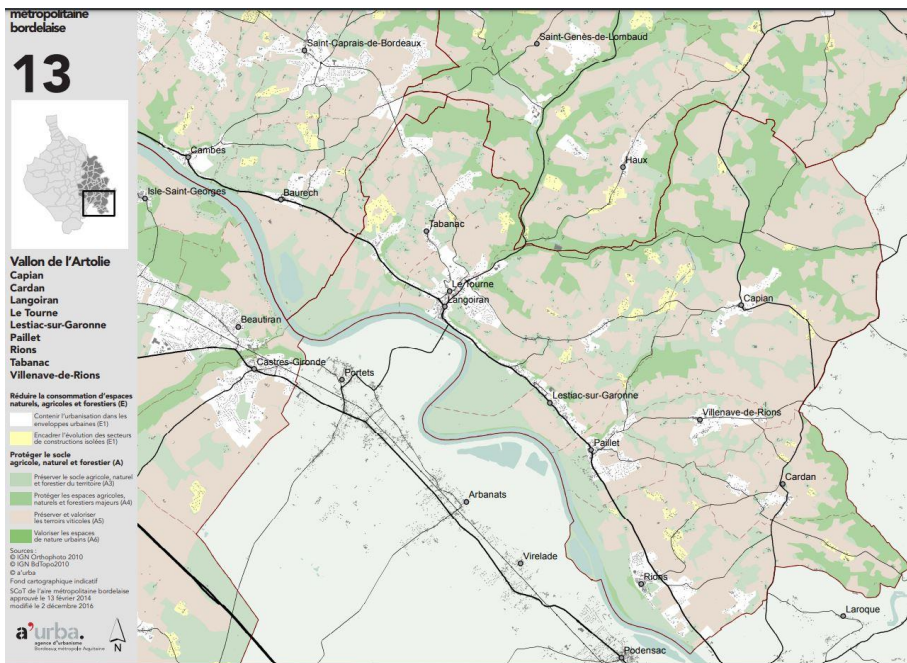 métropolitaine
bordelaise
13
Vallon de l'Artolie
Capian
Cardan
Langoiran
Le Tourne
Lestiac-sur-Garonne
Paillet
Rions
Tabanac
Villenave-de-Rions
Réduire la consommation d'espaces
naturels, agricoles et forestiers (E)
Contenir l'urbanisation dans les
enveloppes urbaines (E1)
Encadrer l'évolution des secteurs
de constructions isolées (E1)
Protéger le socle
agricole, naturel et forestier (A)
Préserver le socle agricole, naturel
et forestier du territoire (A3)
Protéger les espaces agricoles,
naturels et forestiers majeurs (A4)
Préserver et valoriser
les terroirs viticoles (A5)
Valoriser les espaces
de nature urbains (A6)
Sources :
© IGN Orthophoto 2010
© IGN BdTopo2010
© a'urba
Fond cartographique indicatif
SCoT de l'aire métropolitaine bordelaise
approuvé le 13 février 2014
modifié le 2 décembre 2016
a'urba.
agence d'urbanisme
Bordeaux métropole Aquitaine
N
Saint-Caprais-de-Bordeaux
Saint-Genès-de-Lombaud
Cambes
Haux
Isle-Saint-Georges
Baurech
Tabanac
Le Tourne
Langoiran
Capian
Beautiran
Castres-Gironde
Portets
Lestiac-sur-Garonne
Villenave-de-Rions
Paillet
Cardan
Arbanats
Virelade
Rions
Laroque
Podensac